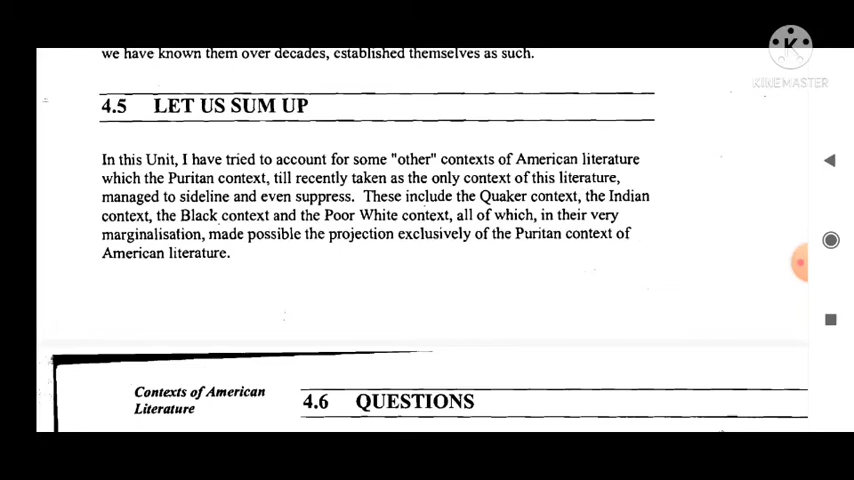 we have known them over decades, established themselves as such.
KINEMASTER
4.5 LET US SUM UP
In this Unit, I have tried to account for some "other" contexts of American literature
which the Puritan context, till recently taken as the only context of this literature,
managed to sideline and even suppress. These include the Quaker context, the Indian
context, the Black context and the Poor White context, all of which, in their very
marginalisation, made possible the projection exclusively of the Puritan context of
American literature.
Contexts of American
Literature
4.6 QUESTIONS